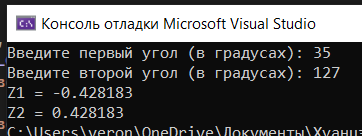 Консоль отладки Microsoft Visual Studio
Введите первый угол (в градусах): 35
Введите второй угол (в градусах): 127
Z1 = -0.428183
Z2 = 0.428183
C:\Users\veron\OneDrive\Документы\Хуан